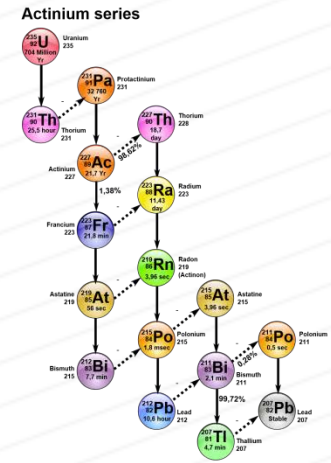 Actinium series
235
92 U
704 Million
Yr
Uranium
235
231
91 Pa
32 760
Yr
Protactinium
231
231
90 Th
25,5 hour
Thorium
231
227
90 Th
18,7
day
Thorium
228
227
89 Ac
21,7 Yr
Actinium
227
98,62%
1,38%
223
88 Ra
11,43
day
Radium
223
223
87 Fr
21,8 min
Francium
223
219
86 Rn
3,96 sec
Radon
219
(Actinon)
219
85 At
56 sec
Astatine
219
215
85 At
3,96 sec
Astatine
215
215
84 Po
1,8 msec
Polonium
215
211
84 Po
0,5 sec
Polonium
211
212
83 Bi
7,7 min
Bismuth
215
211
83 Bi
2,1 min
Bismuth
211
0,28%
99,72%
212
82 Pb
10,6 hour
Lead
212
207
82 Pb
Stable
Lead
207
207
81 Tl
4,7 min
Thallium
207